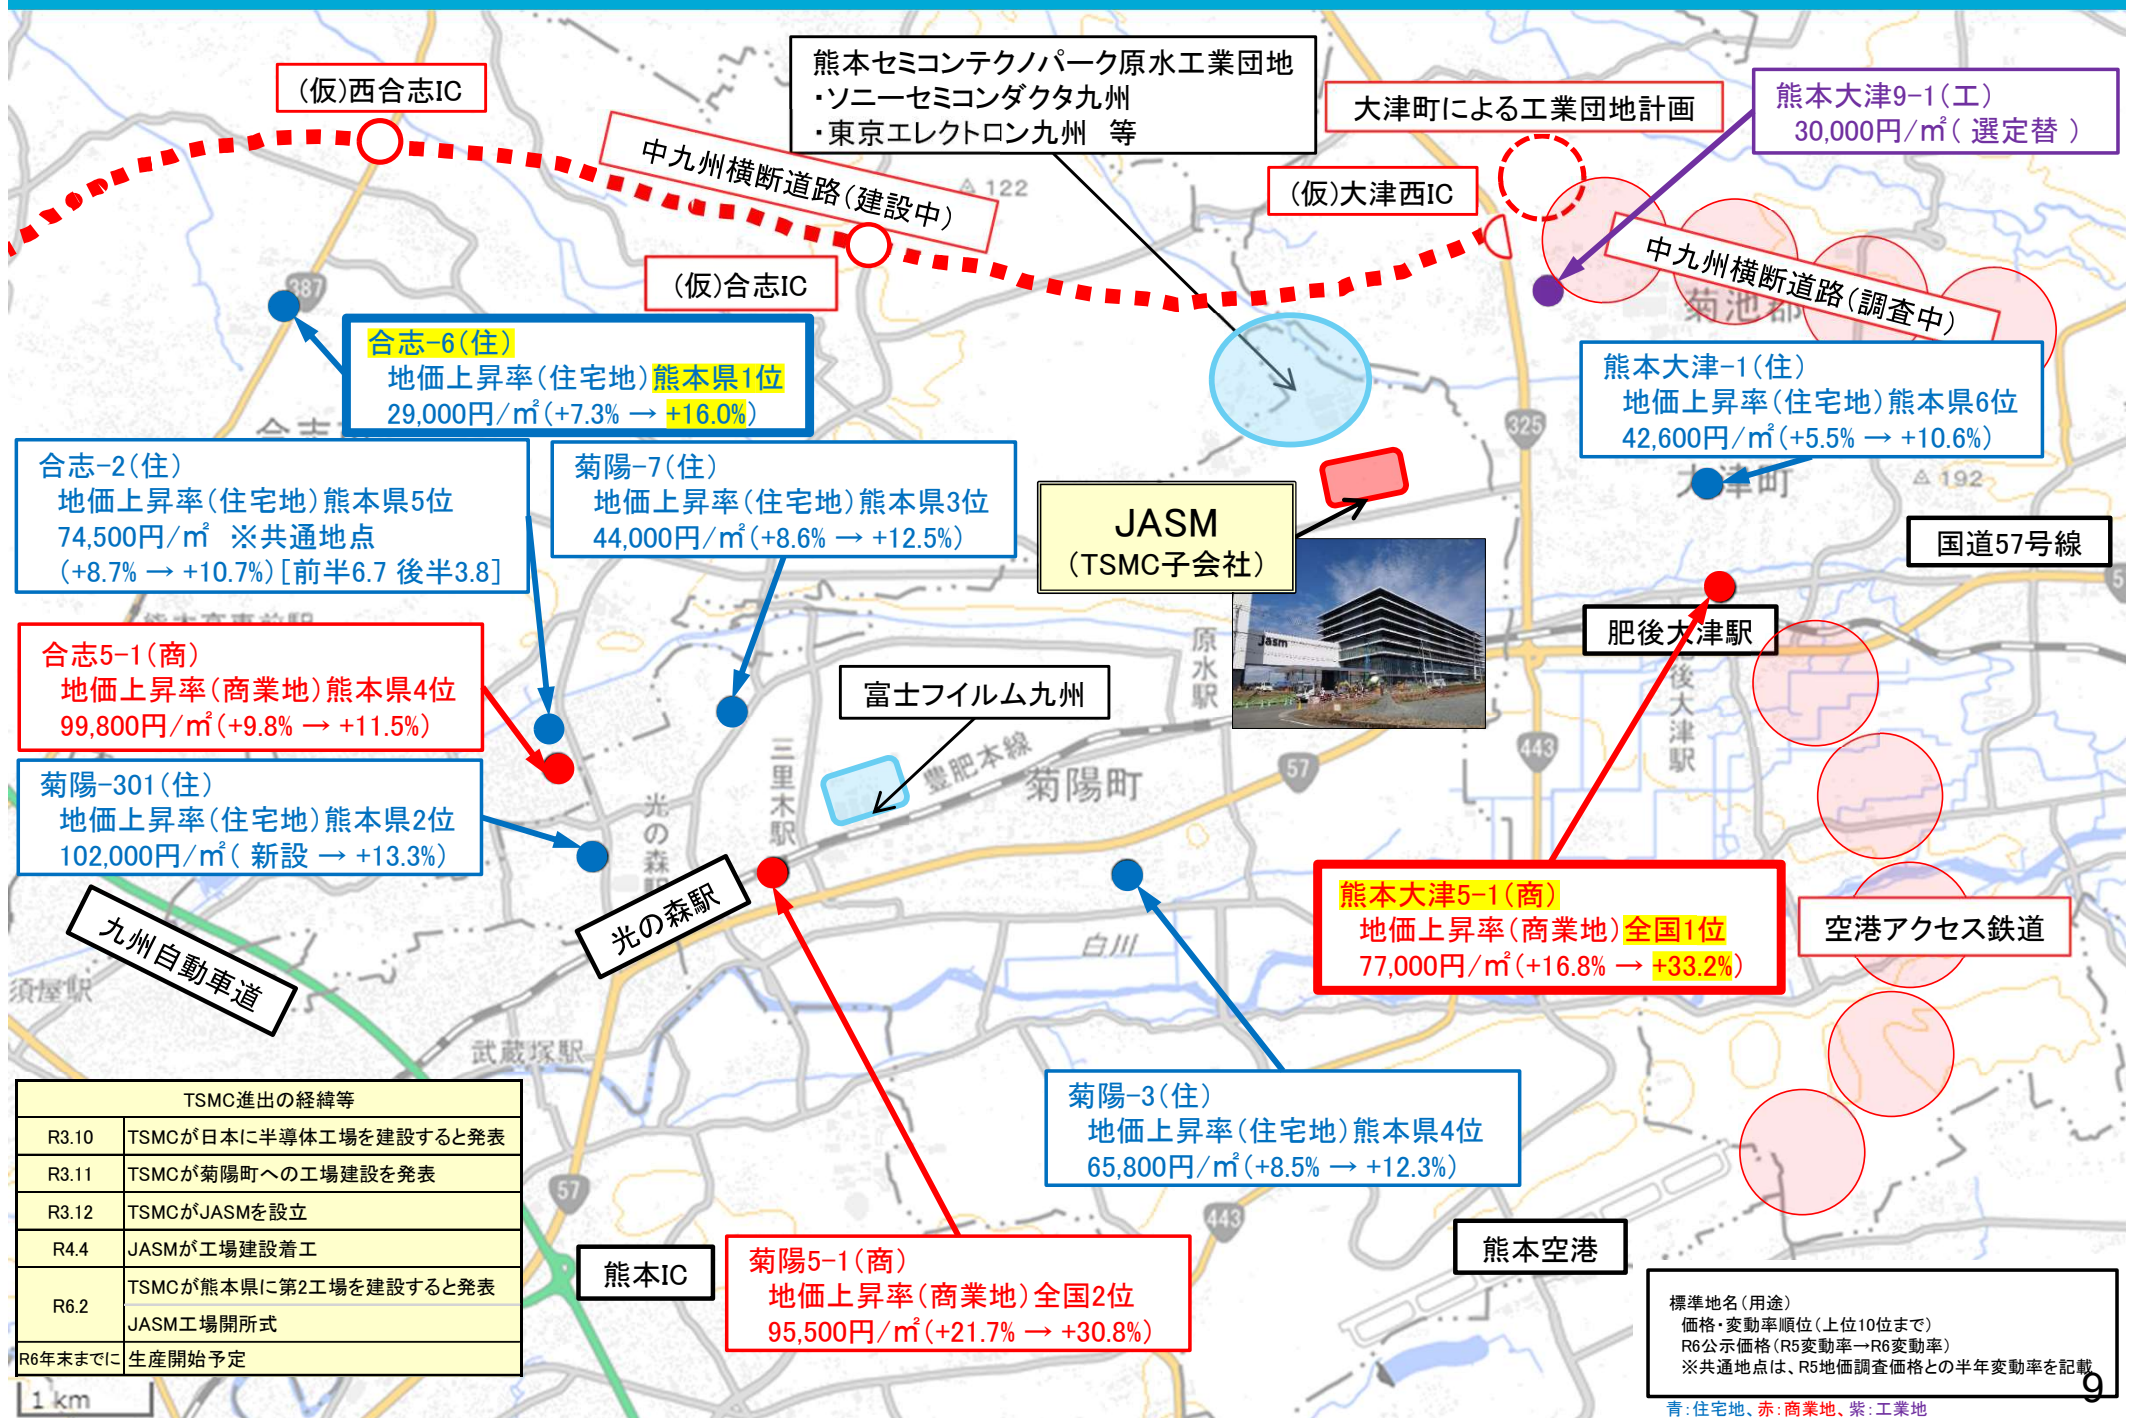 (仮)西合志IC
熊本セミコンテクノパーク原水工業団地
・ソニーセミコンダクタ九州
・東京エレクトロン九州 等
大津町による工業団地計画
熊本大津9-1(工)
30,000円/㎡( 選定替 )
中九州横断道路(建設中)
122
(仮)大津西IC
(仮)合志IC
中九州横断道路(調査中)
菊池郡
387
合志-6(住)
地価上昇率(住宅地)熊本県1位
29,000円/㎡(+7.3% → +16.0%)
熊本大津-1(住)
地価上昇率(住宅地)熊本県6位
42,600円/㎡(+5.5% → +10.6%)
325
合志-2(住)
地価上昇率(住宅地)熊本県5位
74,500円/㎡ ※共通地点
(+8.7% → +10.7%)[前半6.7 後半3.8]
菊陽-7(住)
地価上昇率(住宅地)熊本県3位
44,000円/㎡(+8.6% → +12.5%)
JASM
(TSMC子会社)
大津町
192
国道57号線
Jasm
原水駅
肥後大津駅
合志5-1(商)
地価上昇率(商業地)熊本県4位
99,800円/㎡(+9.8% → +11.5%)
富士フイルム九州
豊肥本線
三里木駅
菊陽町
57
443
肥後大津駅
菊陽-301(住)
地価上昇率(住宅地)熊本県2位
102,000円/㎡( 新設 → +13.3%)
光の森駅
光の森駅
九州自動車道
須屋駅
白川
熊本大津5-1(商)
地価上昇率(商業地)全国1位
77,000円/㎡(+16.8% → +33.2%)
空港アクセス鉄道
武蔵塚駅
TSMC進出の経緯等
R3.10 TSMCが日本に半導体工場を建設すると発表
R3.11 TSMCが菊陽町への工場建設を発表
R3.12 TSMCがJASMを設立
R4.4 JASMが工場建設着工
R6.2 TSMCが熊本県に第2工場を建設すると発表
JASM工場開所式
R6年末までに 生産開始予定
菊陽-3(住)
地価上昇率(住宅地)熊本県4位
65,800円/㎡(+8.5% → +12.3%)
57
443
熊本IC
菊陽5-1(商)
地価上昇率(商業地)全国2位
95,500円/㎡(+21.7% → +30.8%)
熊本空港
標準地名(用途)
価格・変動率順位(上位10位まで)
R6公示価格(R5変動率→R6変動率)
※共通地点は、R5地価調査価格との半年変動率を記載
9
青:住宅地、赤:商業地、紫:工業地
1 km